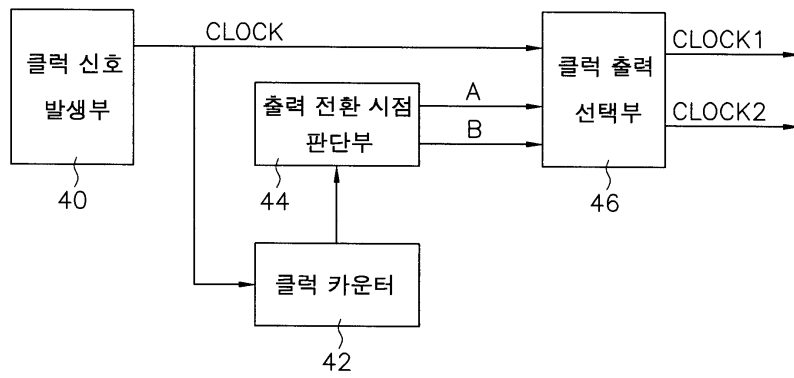 클럭 신호
발생부
40
CLOCK
출력 전환 시점
판단부
44
A
B
클럭 카운터
42
클럭 출력
선택부
46
CLOCK1
CLOCK2